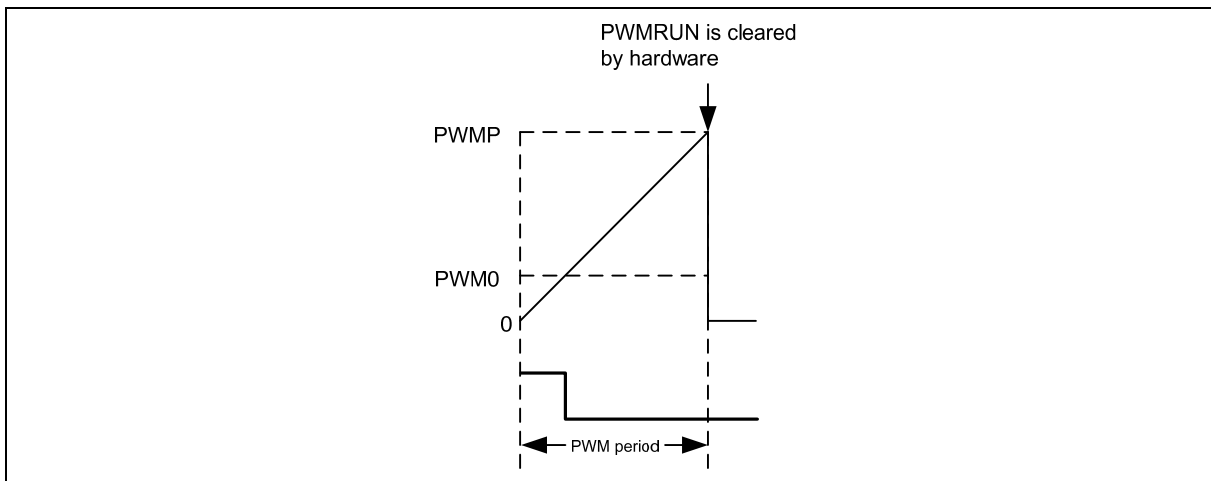 PWMRUN is cleared
by hardware
PWMP
PWM0
0
PWM period